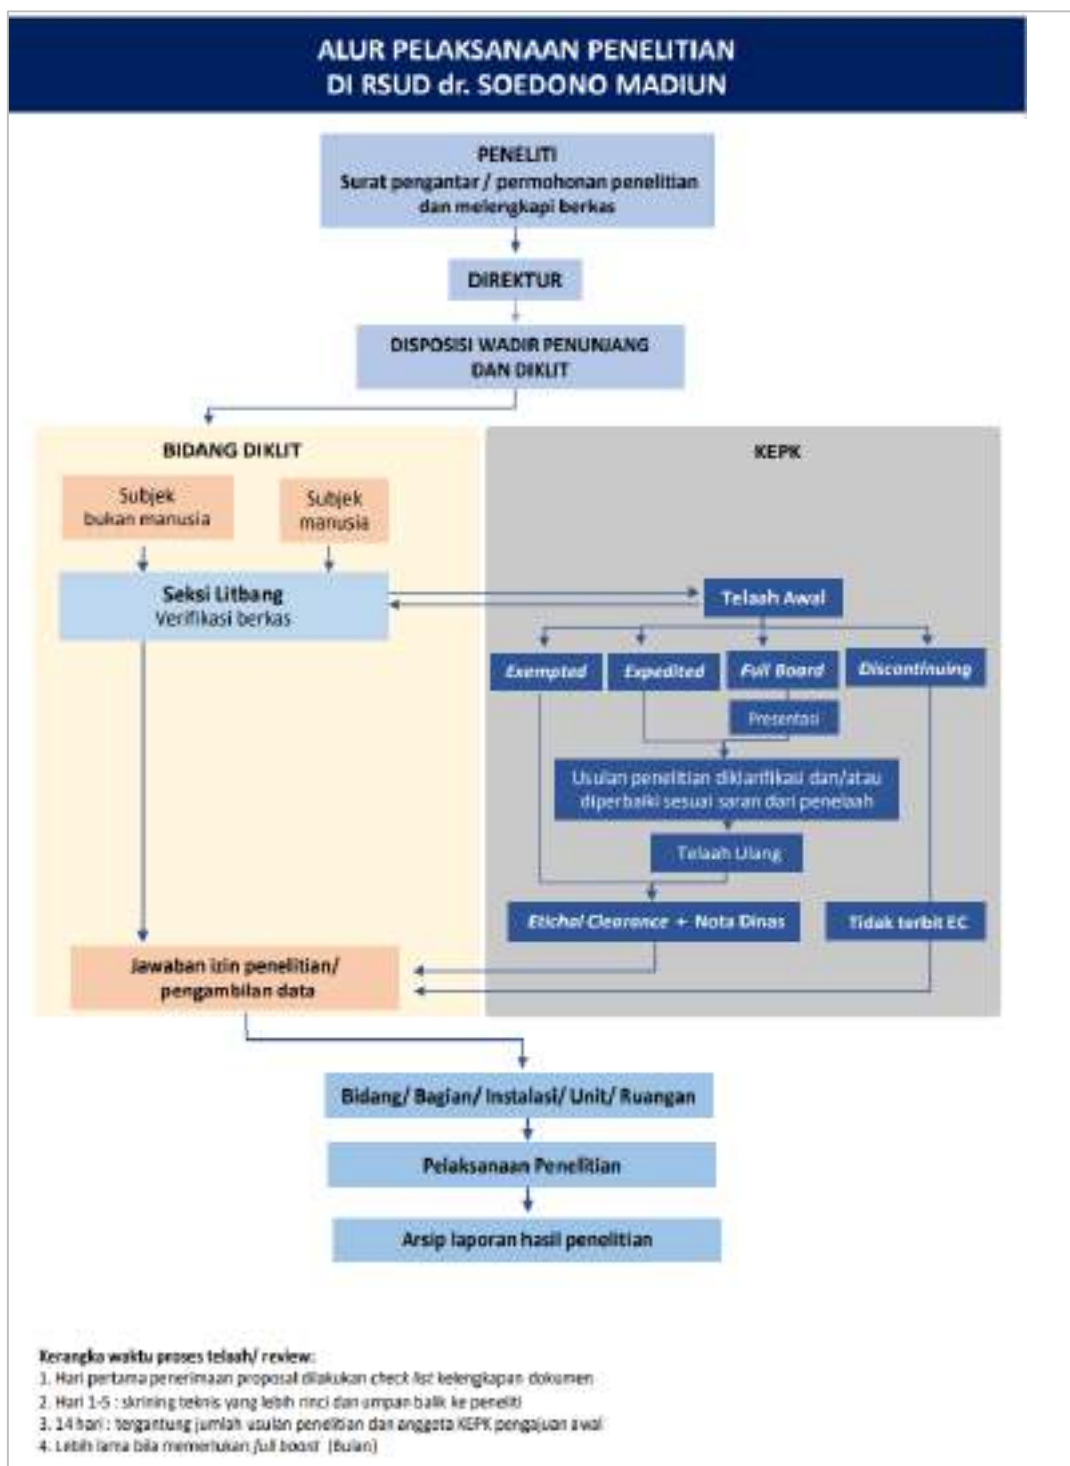 ALUR PELAKSANAAN PENELITIAN
DI RSUD dr. SOEDONO MADIUN
PENELITI
Surat pengantar / permohonan penelitian
dan melengkapi berkas
DIREKTUR
DISPOSISI WADIR PENUNJANG
DAN DIKLIT
BIDANG DIKLIT
Subjek
bukan manusia
Subjek
manusia
Seksi Litbang
Verifikasi berkas
KEPK
Telaah Awal
Exempted
Expedited
Full Board
Discontinuing
Presentasi
Usulan penelitian diklarifikasi dan/atau
diperbaiki sesuai saran dari penelaah
Telaah Ulang
Etichal Clearance + Nota Dinas
Tidak terbit EC
Jawaban izin penelitian/
pengambilan data
Bidang/ Bagian/ Instalasi/ Unit/ Ruangan
Pelaksanaan Penelitian
Arsip laporan hasil penelitian
Kerangka waktu proses telaah/ review:
1. Hari pertama penerimaan proposal dilakukan check list kelengkapan dokumen
2. Hari 1-5 : skrining teknis yang lebih rinci dan umpan balik ke peneliti
3. 14 hari : tergantung jumlah usulan penelitian dan anggota KEPK pengajuan awal
4. Lebih lama bila memerlukan full boast (Bulan)